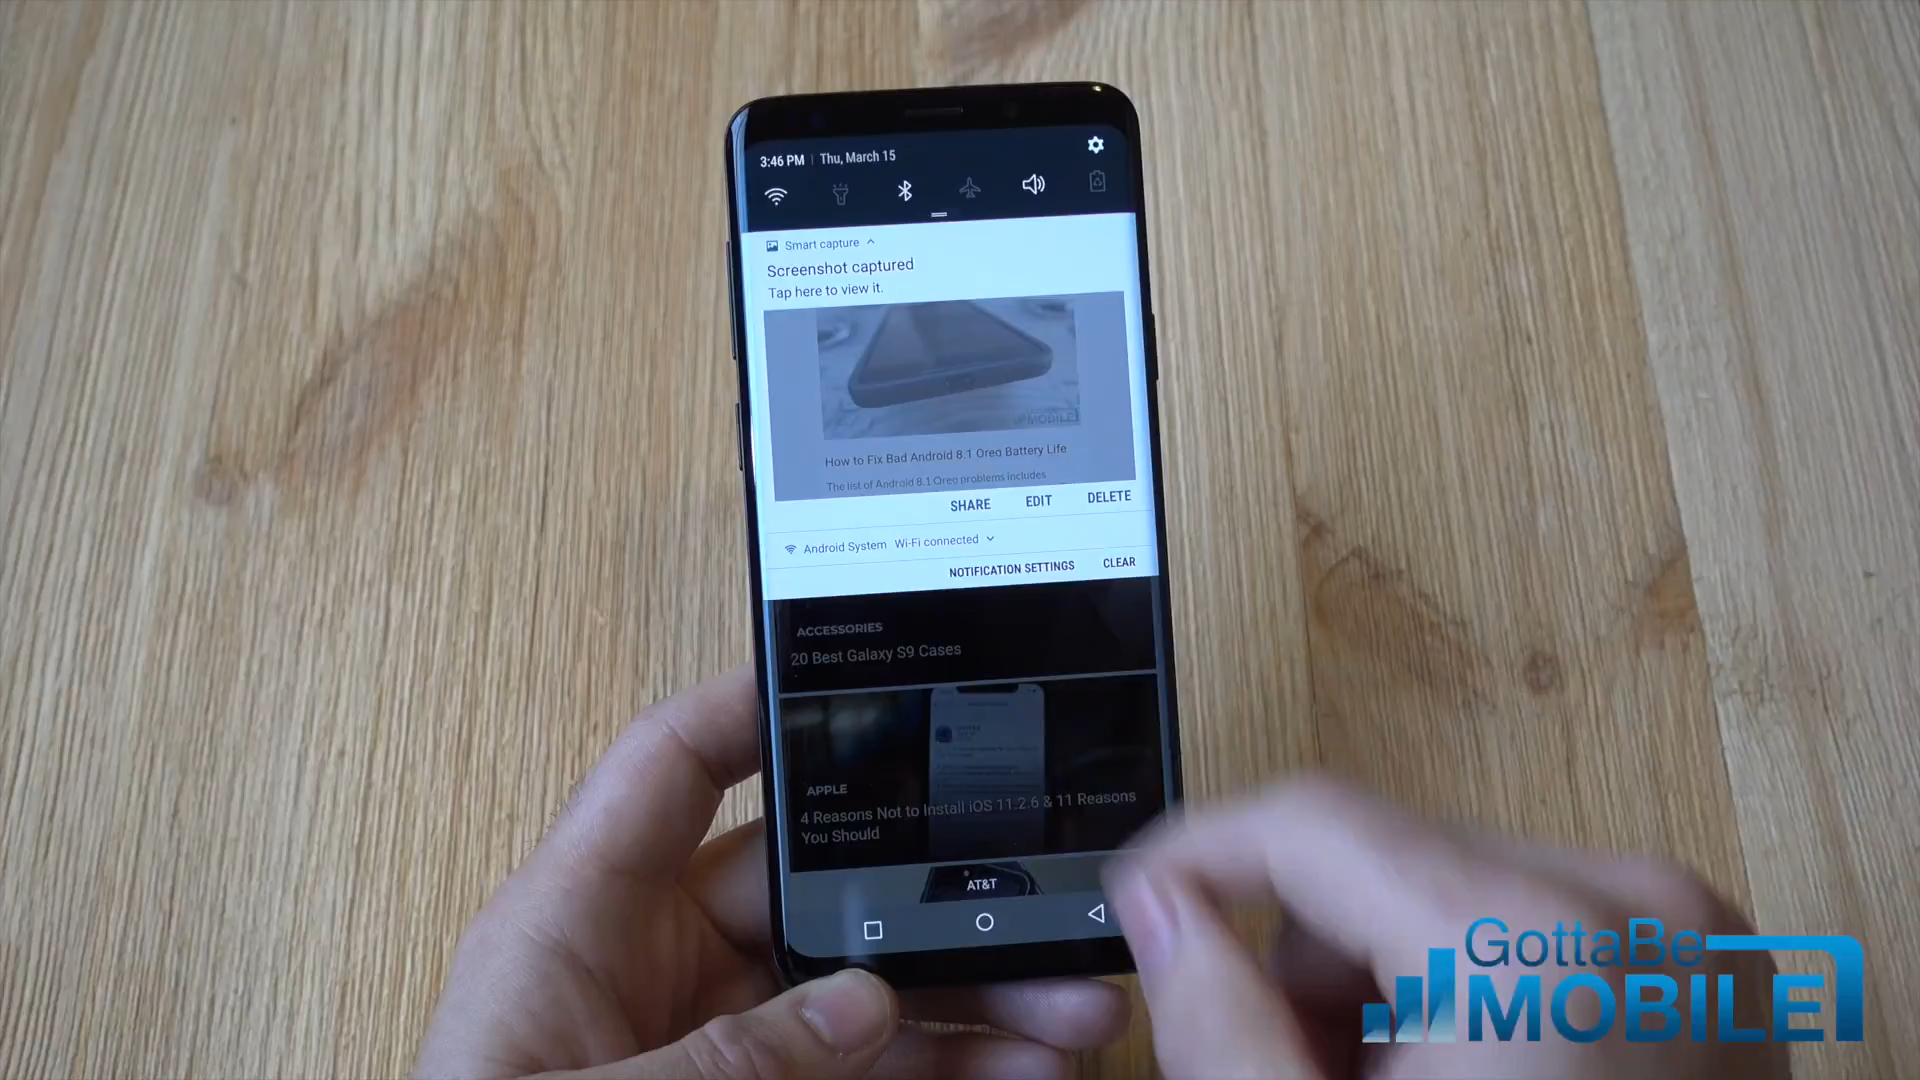 3:46 PM | Thu, March 15
Smart capture
Screenshot captured
Tap here to view it.
MOBILE
How to Fix Bad Android 8.1 Oreo Battery Life
The list of Android 8.1 Oreo problems includes
SHARE EDIT DELETE
Android System Wi-Fi connected
NOTIFICATION SETTINGS CLEAR
ACCESSORIES
20 Best Galaxy S9 Cases
APPLE
4 Reasons Not to Install iOS 11.2.6 & 11 Reasons
You Should
AT&T
GottaBe
MOBILE